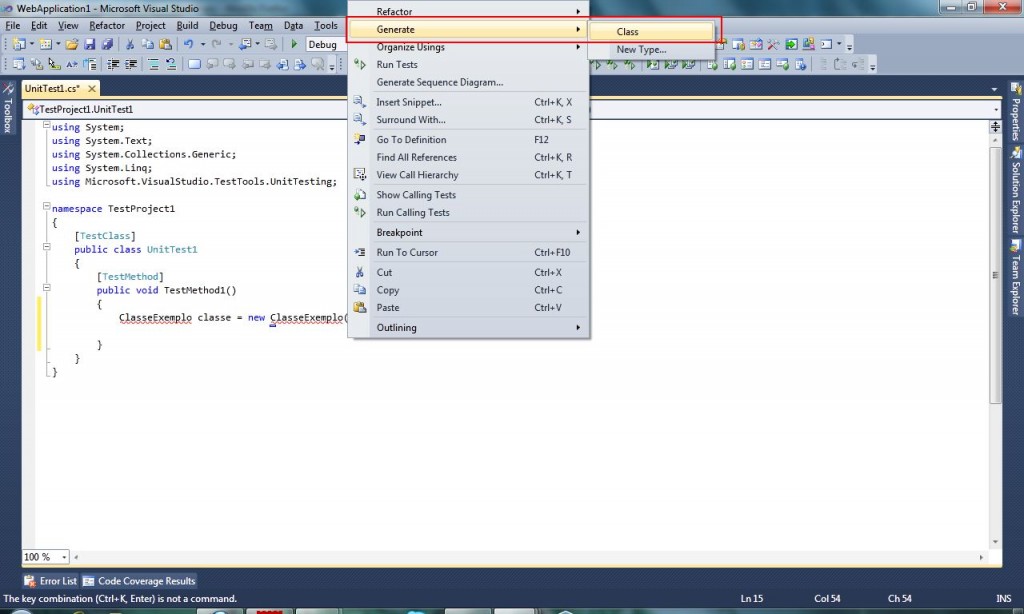 WebApplication1 - Microsoft Visual Studio
File Edit View Refactor Project Build Debug Team Data Tools
Debug
Refactor
Generate
Class
New Type...
Organize Usings
Run Tests
Generate Sequence Diagram...
Insert Snippet... Ctrl+K, X
Surround With... Ctrl+K, S
Go To Definition F12
Find All References Ctrl+K, R
View Call Hierarchy Ctrl+K, T
Show Calling Tests
Run Calling Tests
Breakpoint
Run To Cursor Ctrl+F10
Cut Ctrl+X
Copy Ctrl+C
Paste Ctrl+V
Outlining
Toolbox
UnitTest1.cs*
TestProject1.UnitTest1
using System;
using System.Text;
using System.Collections.Generic;
using System.Linq;
using Microsoft.VisualStudio.TestTools.UnitTesting;
namespace TestProject1
{
[TestClass]
public class UnitTest1
{
[TestMethod]
public void TestMethod1()
{
ClasseExemplo classe = new ClasseExemplo(
}
}
}
Properties
Solution Explorer
Team Explorer
100 %
Error List Code Coverage Results
The key combination (Ctrl+K, Enter) is not a command. Ln 15 Col 54 Ch 54 INS